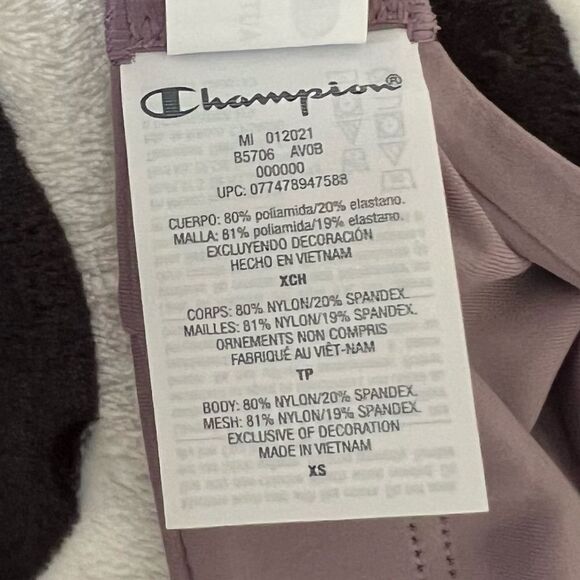 Champion®
MI 012021
B5706 AV0B
000000
UPC: 077478947588
CUERPO: 80% poliamida/20% elastano.
MALLA: 81% poliamida/19% elastano.
EXCLUYENDO DECORACIÓN
HECHO EN VIETNAM
XCH
CORPS: 80% NYLON/20% SPANDEX.
MAILLES: 81% NYLON/19% SPANDEX.
ORNEMENTS NON COMPRIS
FABRIQUÉ AU VIÊT-NAM
TP
BODY: 80% NYLON/20% SPANDEX.
MESH: 81% NYLON/19% SPANDEX.
EXCLUSIVE OF DECORATION
MADE IN VIETNAM
XS